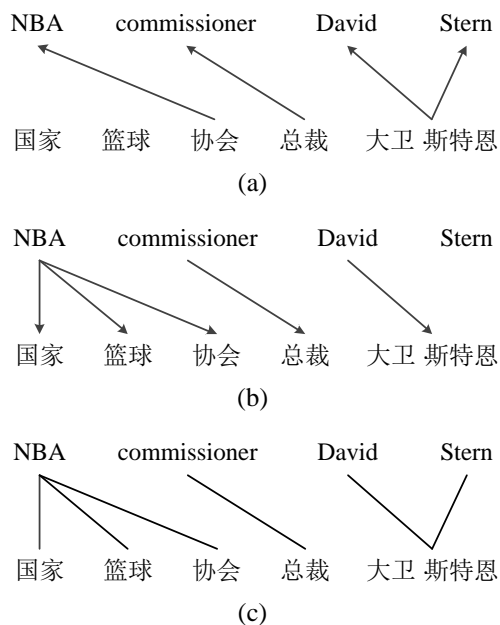 NBA commissioner David Stern
国家 篮球 协会 总裁 大卫·斯特恩
(a)
NBA commissioner David Stern
国家 篮球 协会 总裁 大卫·斯特恩
(b)
NBA commissioner David Stern
国家 篮球 协会 总裁 大卫·斯特恩
(c)